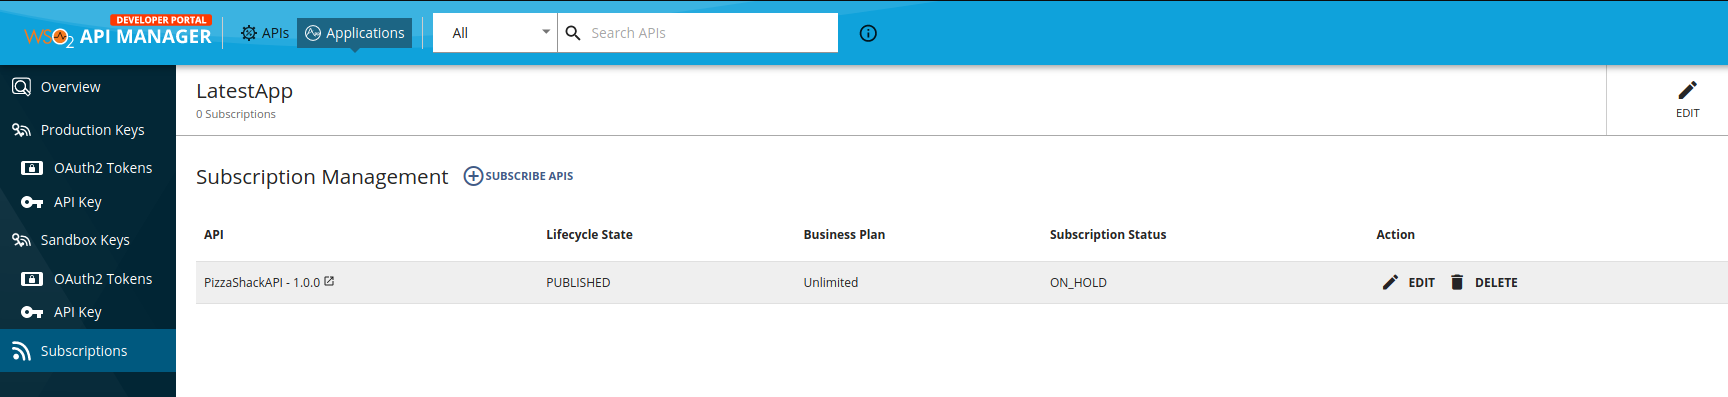 DEVELOPER PORTAL
WSO2 API MANAGER
APIs
Applications
All
Search APIs
Overview
Production Keys
OAuth2 Tokens
API Key
Sandbox Keys
OAuth2 Tokens
API Key
Subscriptions
LatestApp
0 Subscriptions
EDIT
Subscription Management
SUBSCRIBE APIS
API Lifecycle State Business Plan Subscription Status Action
PizzaShackAPI - 1.0.0 PUBLISHED Unlimited ON_HOLD EDIT DELETE